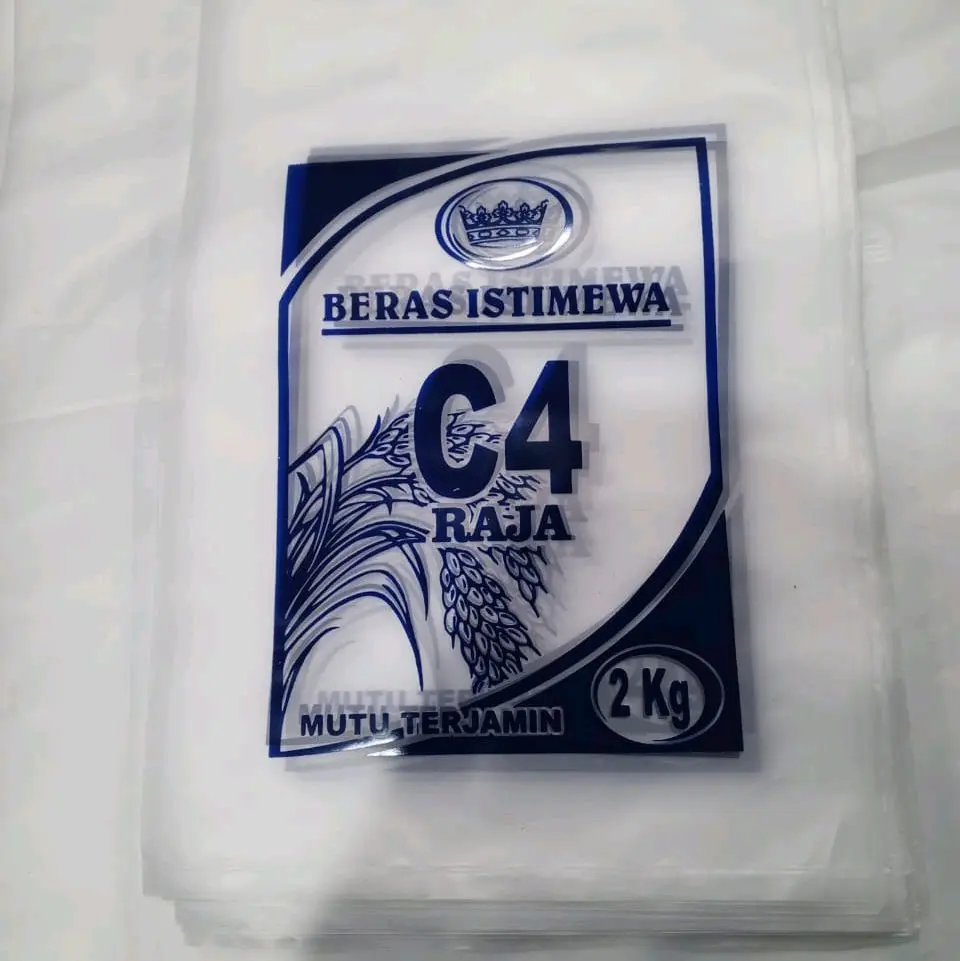 BERAS ISTIMEWA
C4
RAJA
MUTU TERJAMIN
2 Kg